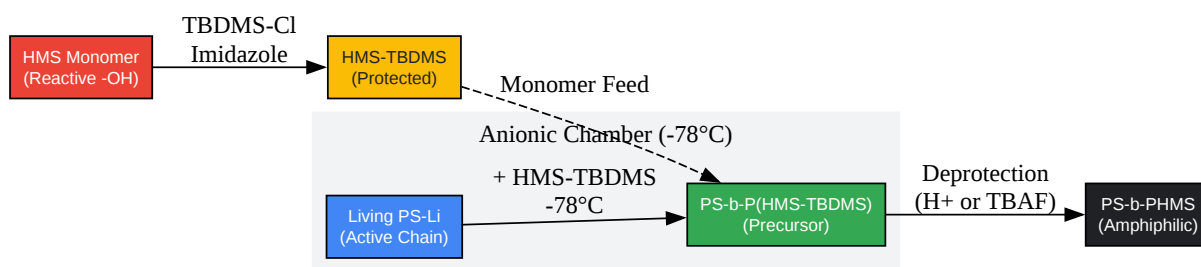 HMS Monomer
(Reactive -OH)
TBDMS-Cl
Imidazole
HMS-TBDMS
(Protected)
Monomer Feed
Anionic Chamber (-78°C)
Living PS-Li
(Active Chain)
+ HMS-TBDMS
-78°C
PS-b-P(HMS-TBDMS)
(Precursor)
Deprotection
(H+ or TBAF)
PS-b-PHMS
(Amphiphilic)